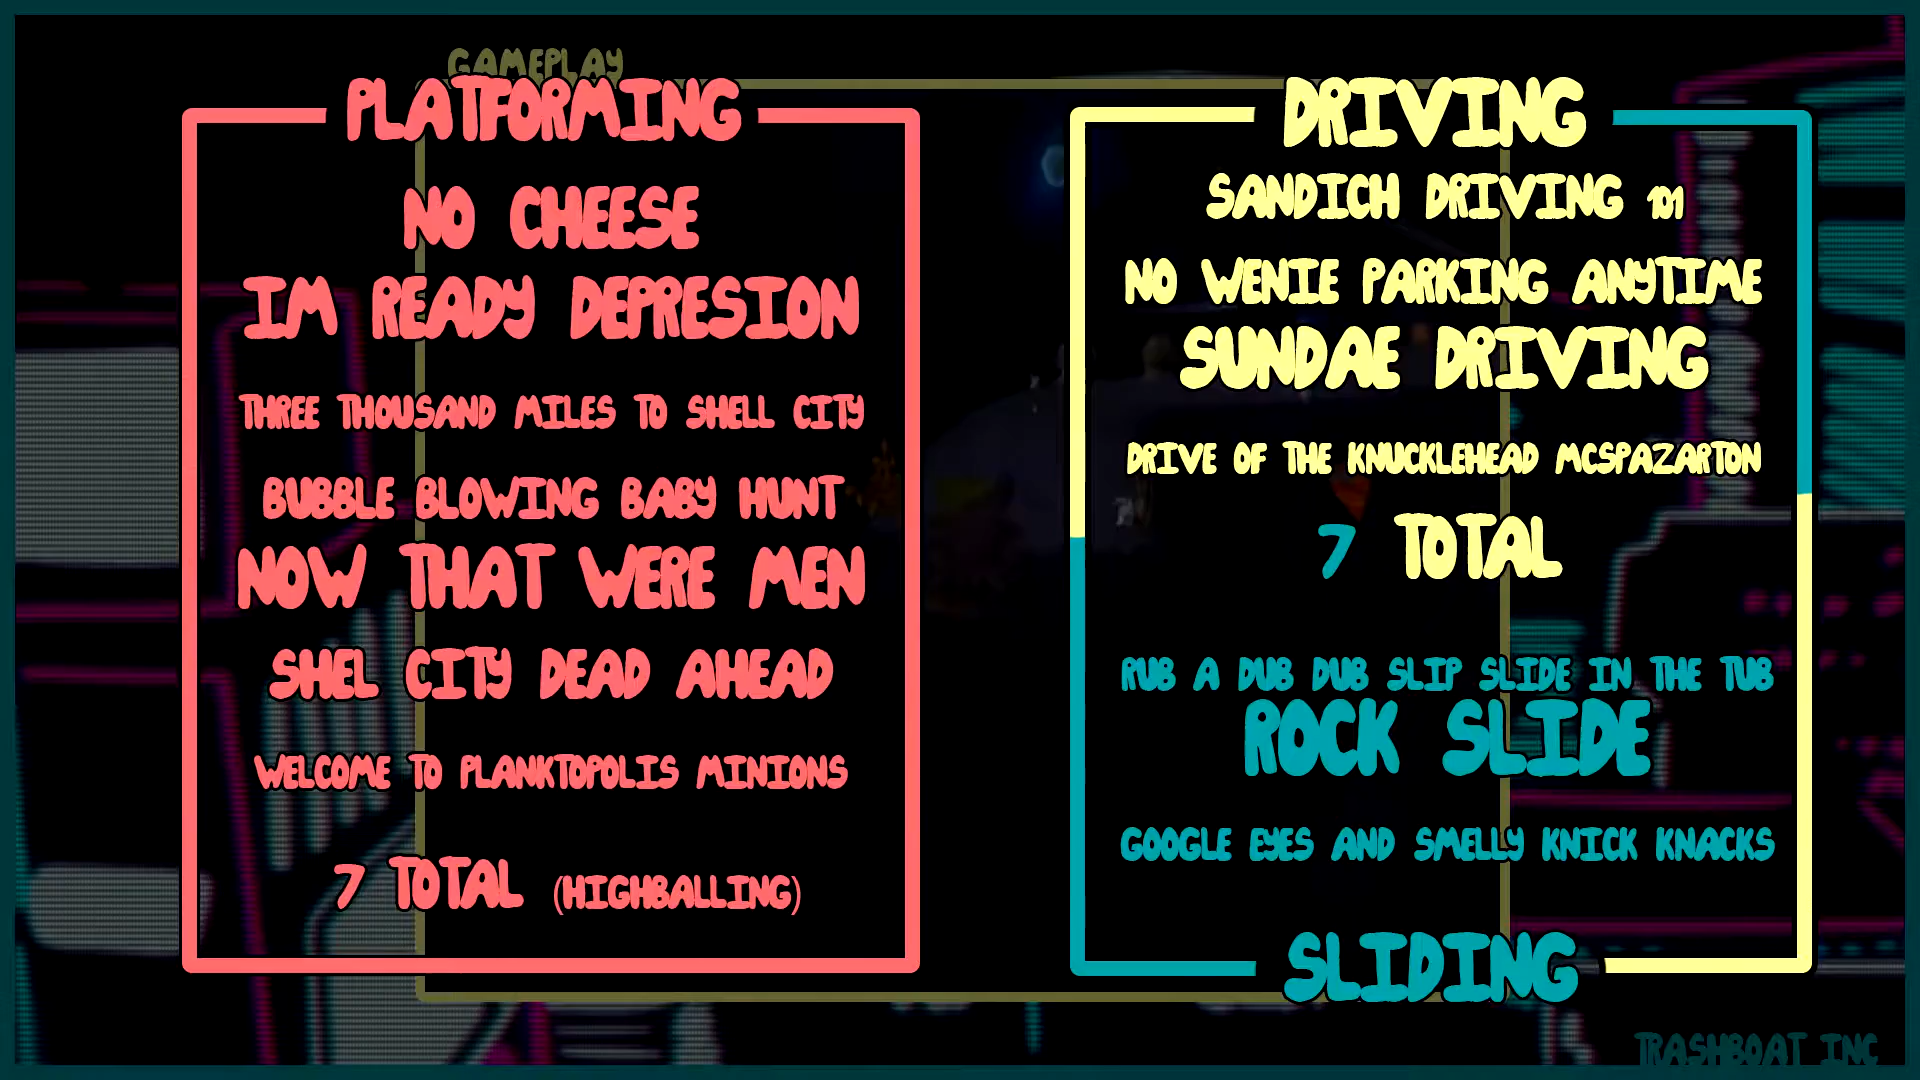 GAMEPLAY
PLATFORMING
NO CHEESE
IM READY DEPRESION
THREE THOUSAND MILES TO SHELL CITY
BUBBLE BLOWING BABY HUNT
NOW THAT WERE MEN
SHEL CITY DEAD AHEAD
WELCOME TO PLANKTOPOLIS MINIONS
7 TOTAL (HIGHBALLING)
DRIVING
SANDICH DRIVING 101
NO WENIE PARKING ANYTIME
SUNDAE DRIVING
DRIVE OF THE KNUCKLEHEAD MCSPAZARTON
7 TOTAL
RUB A DUB DUB SLIP SLIDE IN THE TUB
ROCK SLIDE
GOOGLE EYES AND SMELLY KNICK KNACKS
SLIDING
TRASHBOAT INC